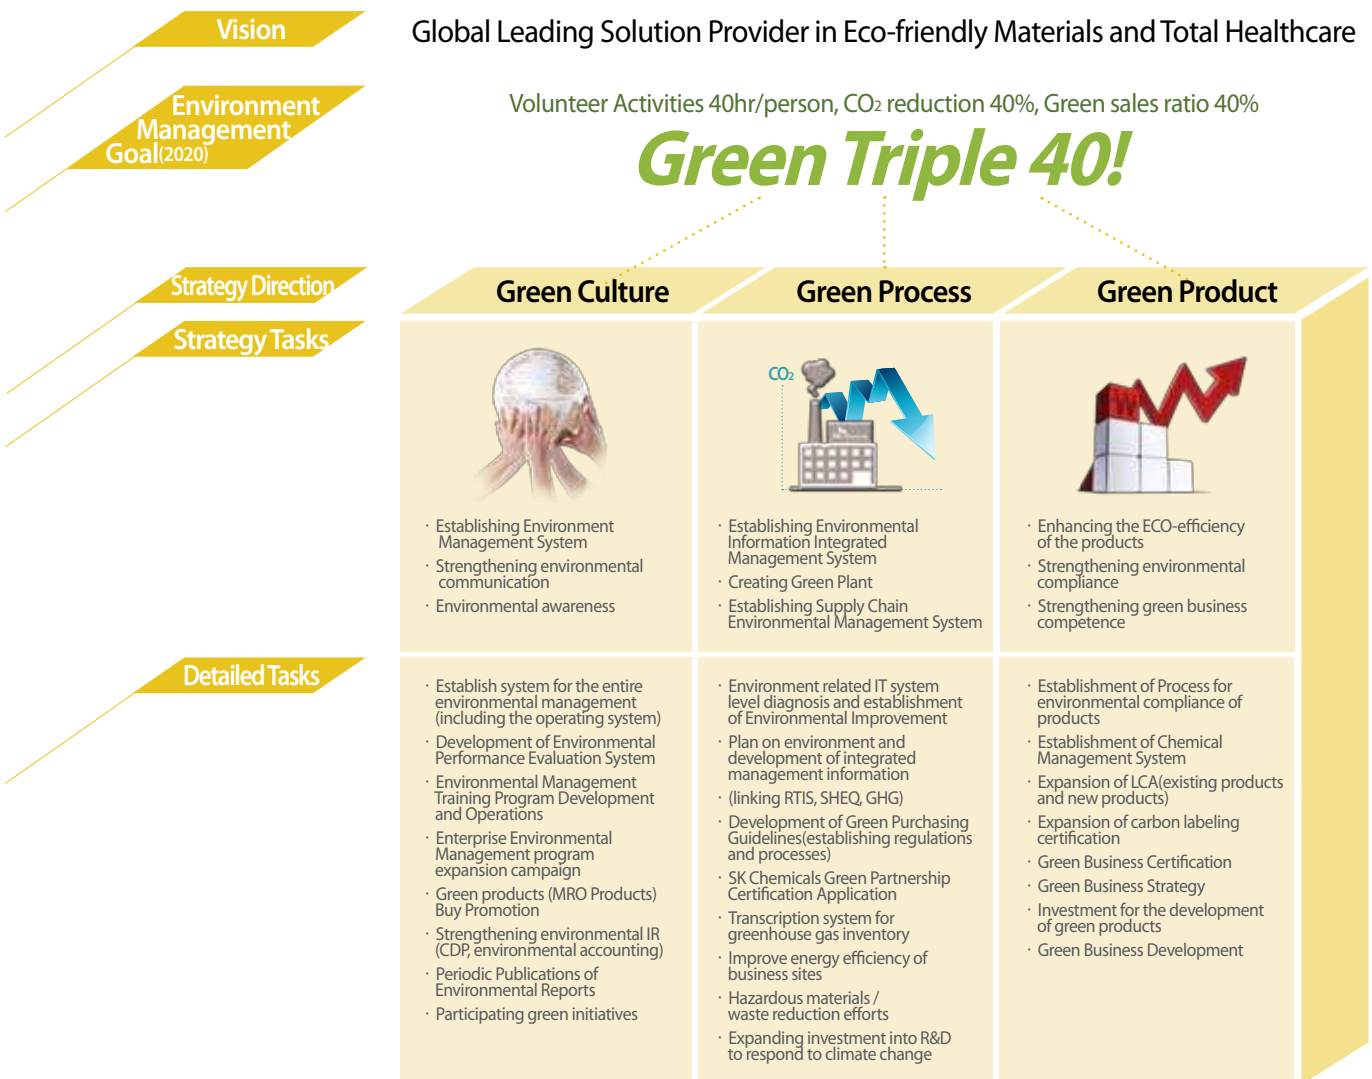 Vision
Global Leading Solution Provider in Eco-friendly Materials and Total Healthcare
Environment
Management
Goal(2020)
Volunteer Activities 40hr/person, CO2 reduction 40%, Green sales ratio 40%
Green Triple 40!
Strategy Direction
Green Culture
Green Process
Green Product
Strategy Tasks
CO2
· Establishing Environment
Management System
· Strengthening environmental
communication
· Environmental awareness
· Establishing Environmental
Information Integrated
Management System
· Creating Green Plant
· Establishing Supply Chain
Environmental Management System
· Enhancing the ECO-efficiency
of the products
· Strengthening environmental
compliance
· Strengthening green business
competence
Detailed Tasks
· Establish system for the entire
environmental management
(including the operating system)
· Development of Environmental
Performance Evaluation System
· Environmental Management
Training Program Development
and Operations
· Enterprise Environmental
Management program
expansion campaign
· Green products (MRO Products)
Buy Promotion
· Strengthening environmental IR
(CDP, environmental accounting)
· Periodic Publications of
Environmental Reports
· Participating green initiatives
· Environment related IT system
level diagnosis and establishment
of Environmental Improvement
· Plan on environment and
development of integrated
management information
· (linking RTIS, SHEQ, GHG)
· Development of Green Purchasing
Guidelines(establishing regulations
and processes)
· SK Chemicals Green Partnership
Certification Application
· Transcription system for
greenhouse gas inventory
· Improve energy efficiency of
business sites
· Hazardous materials /
waste reduction efforts
· Expanding investment into R&D
to respond to climate change
· Establishment of Process for
environmental compliance of
products
· Establishment of Chemical
Management System
· Expansion of LCA(existing products
and new products)
· Expansion of carbon labeling
certification
· Green Business Certification
· Green Business Strategy
· Investment for the development
of green products
· Green Business Development